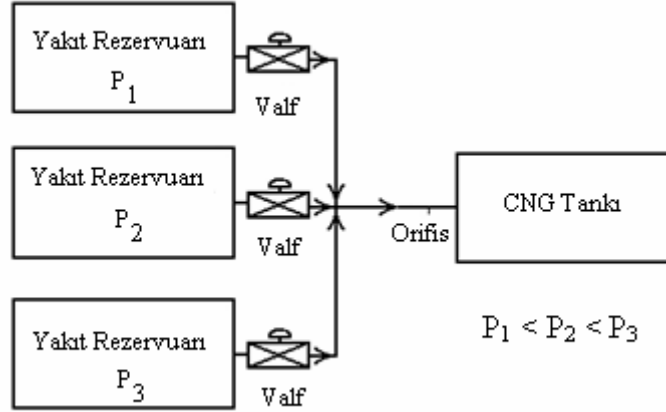 Yakıt Rezervuarı
P1
Valf
Yakıt Rezervuarı
P2
Valf
Orifis
CNG Tankı
Yakıt Rezervuarı
P3
Valf
P1 < P2 < P3